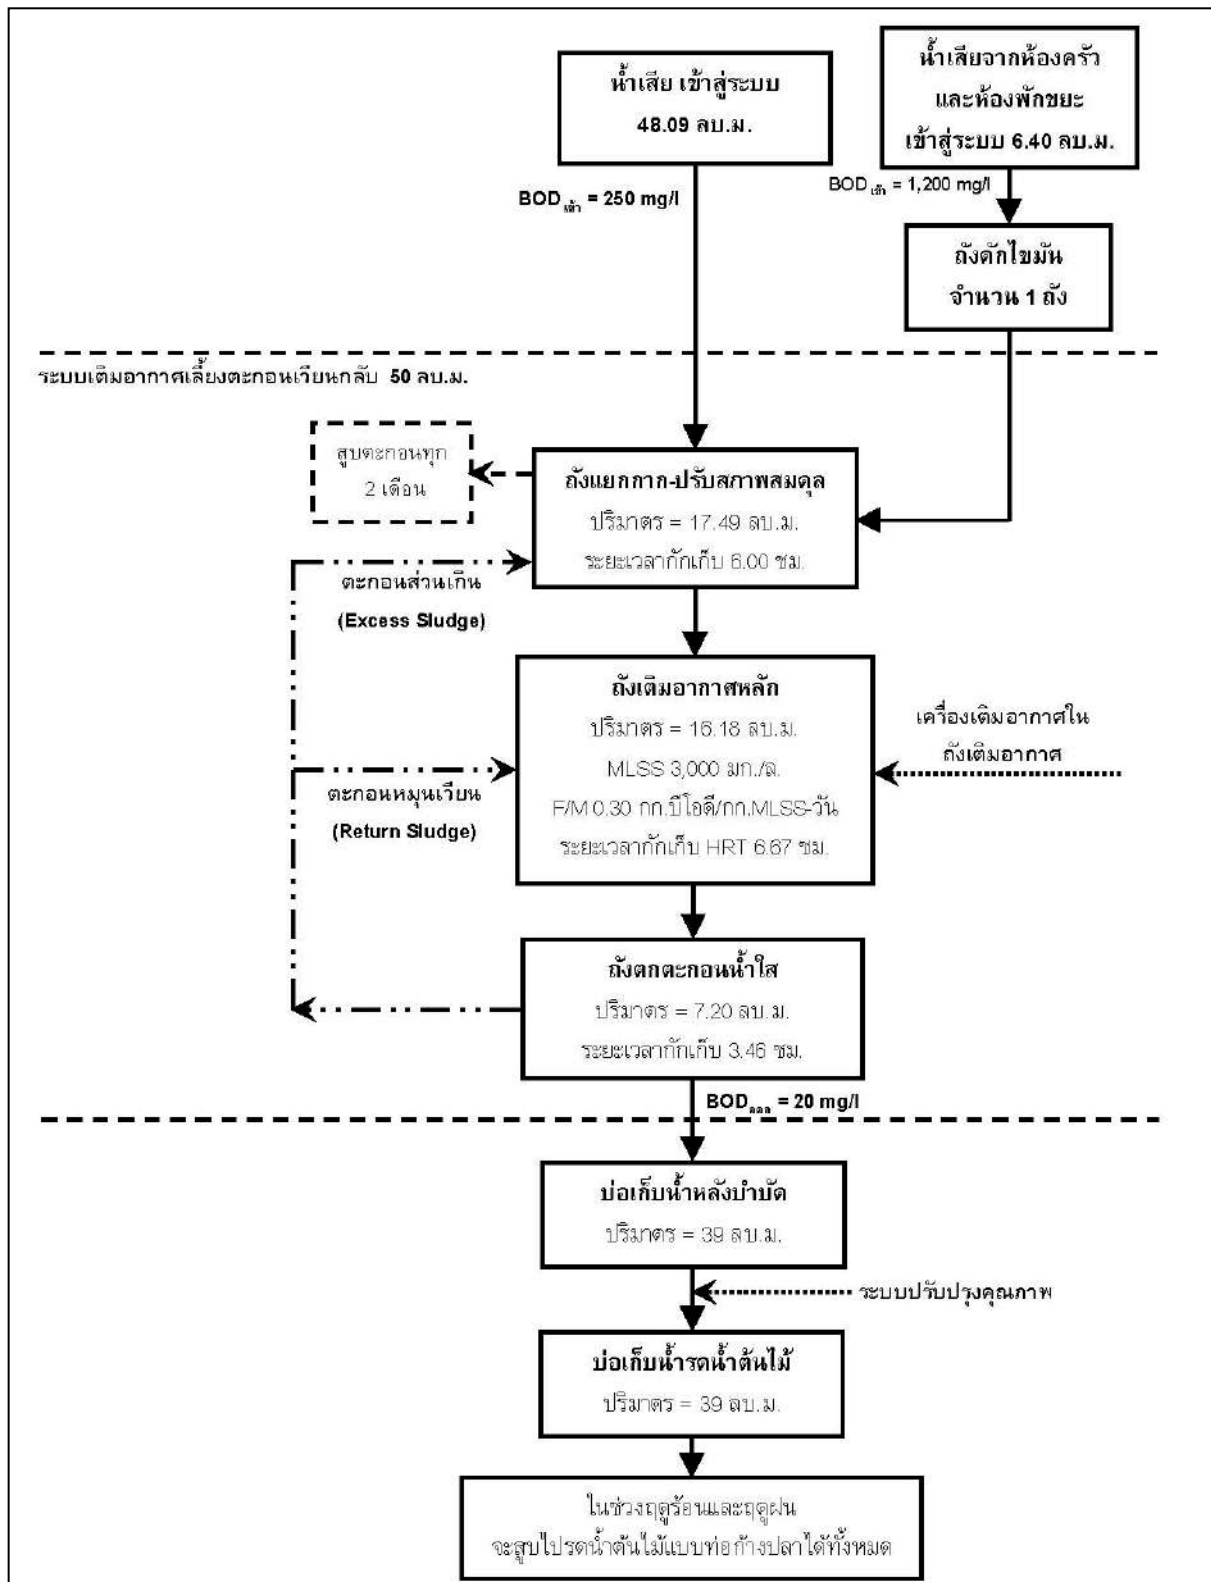 น้ำเสีย เข้าสู่ระบบ
48.09 ลบ.ม.
น้ำเสียจากห้องครัว
และห้องพักขยะ
เข้าสู่ระบบ 6.40 ลบ.ม.
BOD เข้า = 250 mg/l
BOD เข้า = 1,200 mg/l
ถังดักไขมัน
จำนวน 1 ถัง
ระบบเติมอากาศเลี้ยงตะกอนเวียนกลับ 50 ลบ.ม.
สูบตะกอนทุก
2 เดือน
ถังแยกกาก-ปรับสภาพสมดุล
ปริมาตร = 17.49 ลบ.ม.
ระยะเวลากักเก็บ 6.00 ชม.
ตะกอนส่วนเกิน
(Excess Sludge)
ถังเติมอากาศหลัก
ปริมาตร = 16.18 ลบ.ม.
MLSS 3,000 มก./ล.
F/M 0.30 กก.บีโอดี/กก.MLSS-วัน
ระยะเวลากักเก็บ HRT 6.67 ชม.
เครื่องเติมอากาศใน
ถังเติมอากาศ
ตะกอนหมุนเวียน
(Return Sludge)
ถังตกตะกอนน้ำใส
ปริมาตร = 7.20 ลบ.ม.
ระยะเวลากักเก็บ 3.46 ชม.
BOD = 20 mg/l
บ่อเก็บน้ำหลังบำบัด
ปริมาตร = 39 ลบ.ม.
ระบบปรับปรุงคุณภาพ
บ่อเก็บน้ำรดน้ำต้นไม้
ปริมาตร = 39 ลบ.ม.
ในช่วงฤดูร้อนและฤดูฝน
จะสูบไปรดน้ำต้นไม้แบบท่อก้างปลาได้ทั้งหมด